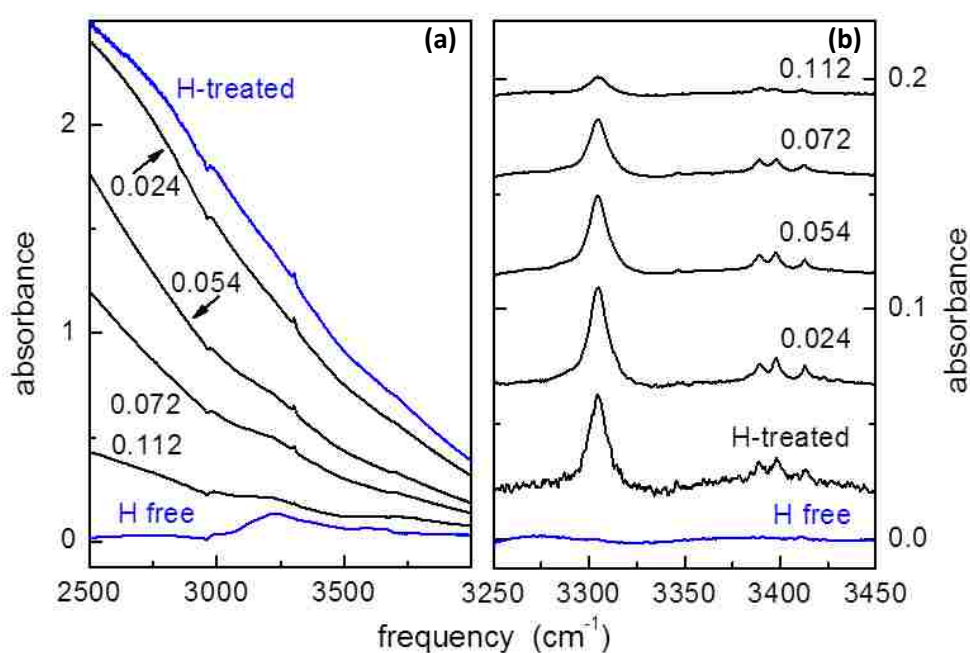 (a)
H-treated
0.024
0.054
0.072
0.112
H free
absorbance
2
1
0
2500 3000 3500
(b)
0.112
0.072
0.054
0.024
H-treated
H free
0.2
0.1
0.0
absorbance
3250 3300 3350 3400 3450
frequency (cm⁻¹)